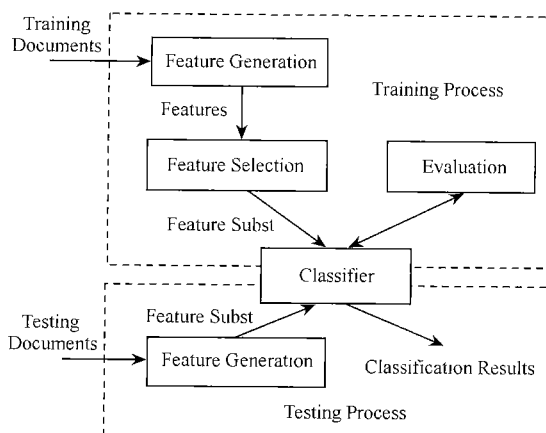 Training
Documents
Feature Generation
Training Process
Features
Feature Selection
Evaluation
Feature Subst
Classifier
Testing
Documents
Feature Subst
Feature Generation
Classification Results
Testing Process